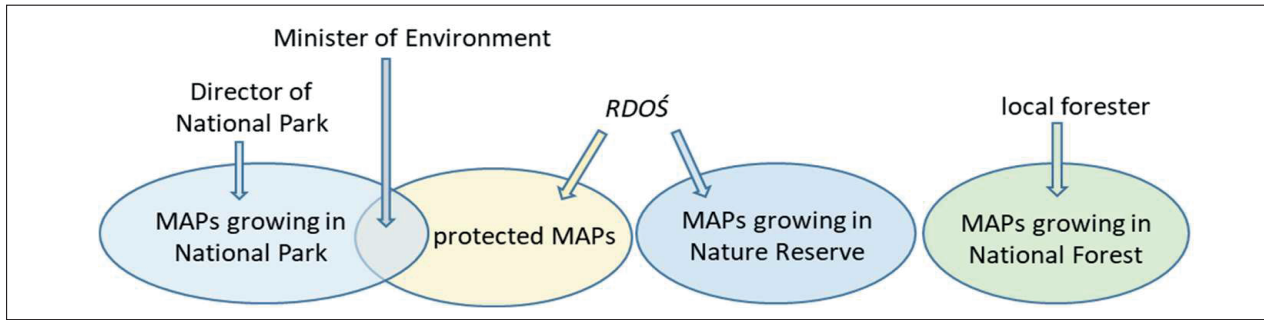 Minister of Environment
Director of
National Park
RDOŚ
local forester
MAPs growing in
National Park
protected MAPs
MAPs growing in
Nature Reserve
MAPs growing in
National Forest